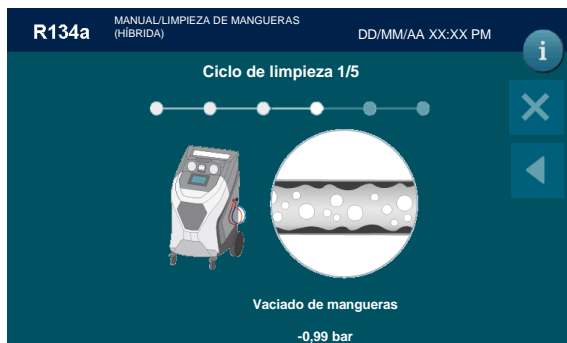 R134a
MANUAL/LIMPIEZA DE MANGUERAS
(HÍBRIDA)
DD/MM/AA XX:XX PM
i
Ciclo de limpieza 1/5
Vaciado de mangueras
-0,99 bar